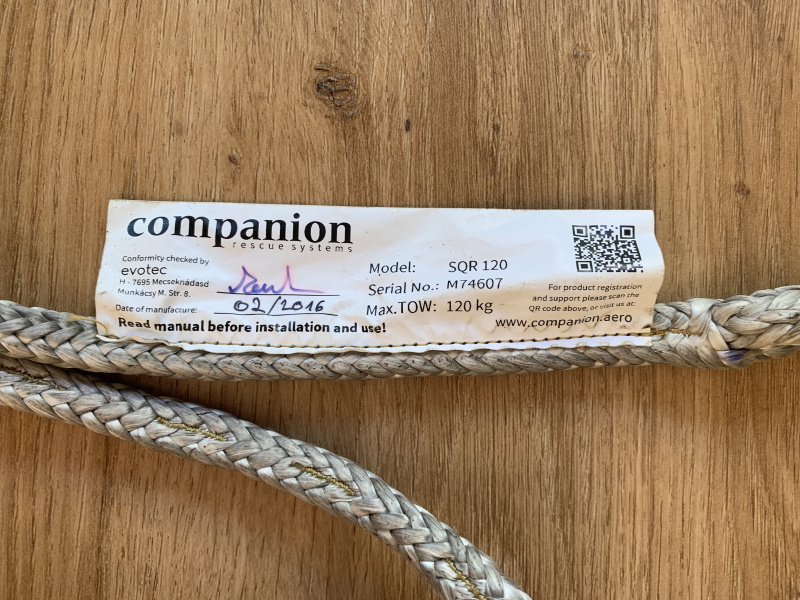 companion
rescue systems
Conformity checked by
evotec
H - 7695 Mecseknádasd
Munkácsy M. Str. 8.
Date of manufacture: 02/2016
Read manual before installation and use!
Model: SQR 120
Serial No.: M74607
Max.TOW: 120 kg
For product registration
and support please scan the
QR code above, or visit us at:
www.companion.aero